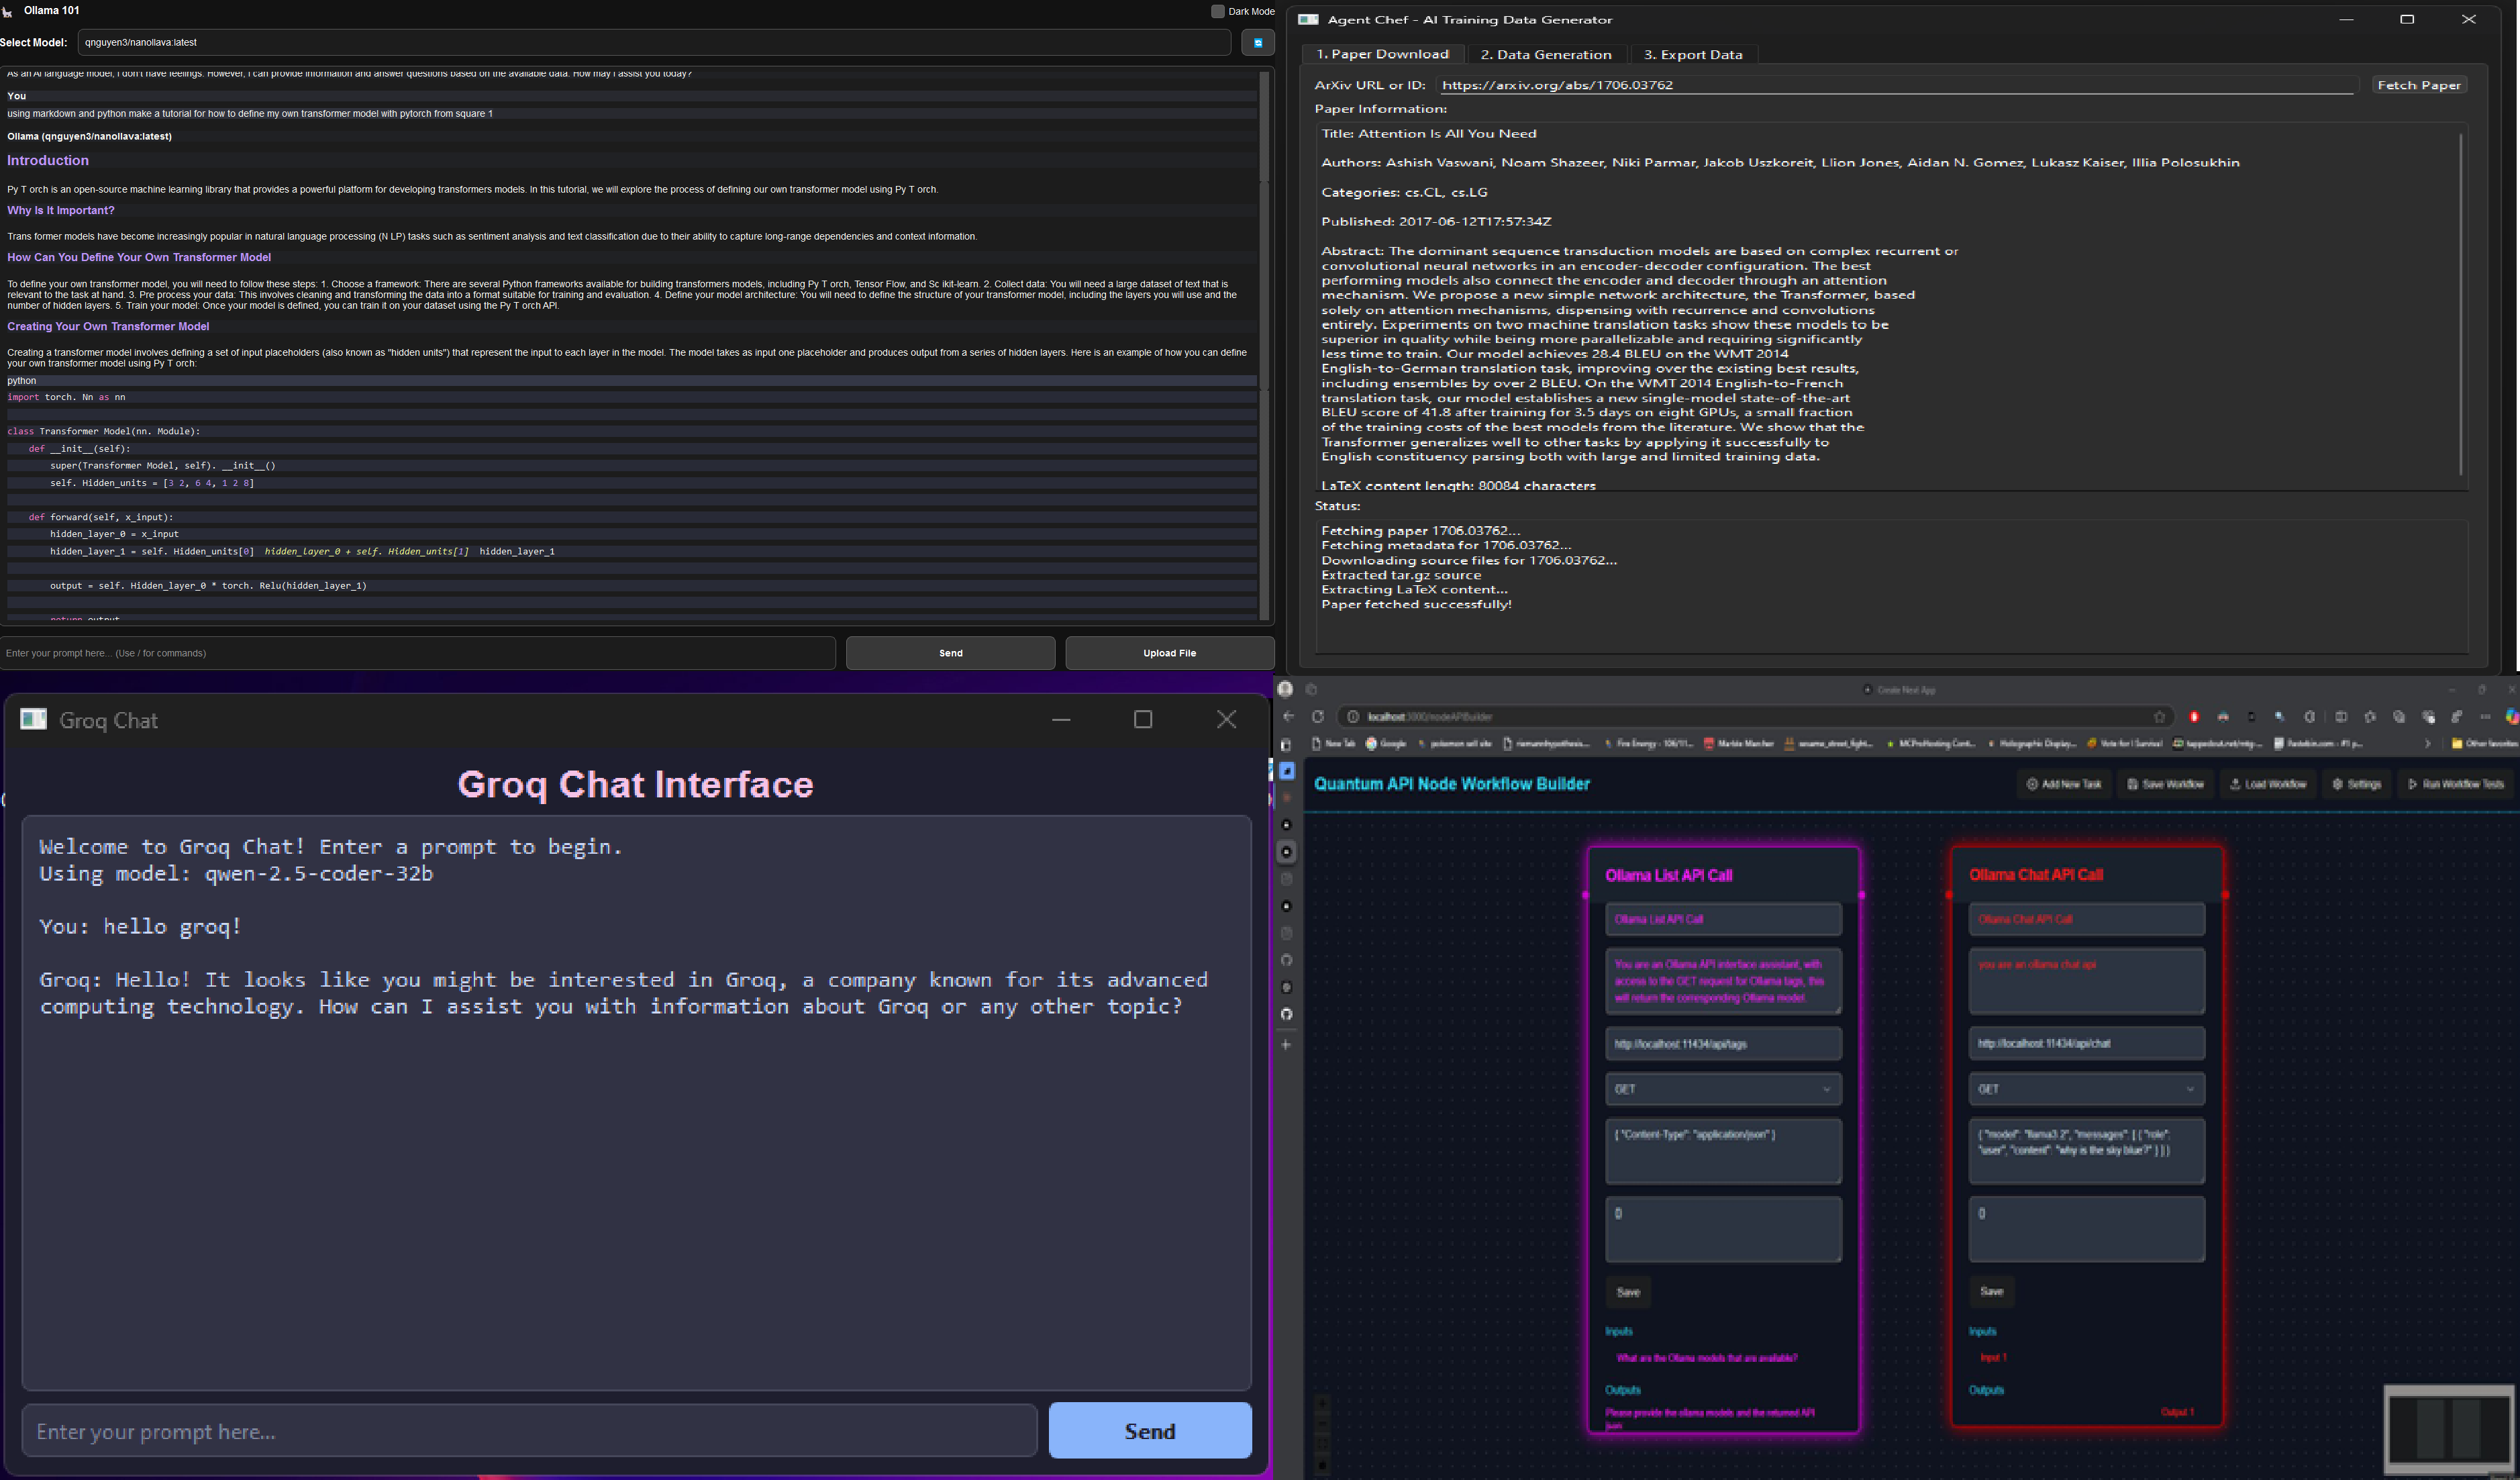 Ollama 101
Dark Mode
Select Model:
qnguyen3/nanollava:latest
As an AI language model, I don't have feelings. However, I can provide information and answer questions based on the available data. How may I assist you today?
You
using markdown and python make a tutorial for how to define my own transformer model with pytorch from square 1
Ollama (qnguyen3/nanollava:latest)
Introduction
Py T orch is an open-source machine learning library that provides a powerful platform for developing transformers models. In this tutorial, we will explore the process of defining our own transformer model using Py T orch.
Why Is It Important?
Trans former models have become increasingly popular in natural language processing (N LP) tasks such as sentiment analysis and text classification due to their ability to capture long-range dependencies and context information.
How Can You Define Your Own Transformer Model
To define your own transformer model, you will need to follow these steps: 1. Choose a framework: There are several Python frameworks available for building transformers models, including Py T orch, Tensor Flow, and Sc ikit-learn. 2. Collect data: You will need a large dataset of text that is
relevant to the task at hand. 3. Pre process your data: This involves cleaning and transforming the data into a format suitable for training and evaluation. 4. Define your model architecture: You will need to define the structure of your transformer model, including the layers you will use and the
number of hidden layers. 5. Train your model: Once your model is defined, you can train it on your dataset using the Py T orch API.
Creating Your Own Transformer Model
Creating a transformer model involves defining a set of input placeholders (also known as "hidden units") that represent the input to each layer in the model. The model takes as input one placeholder and produces output from a series of hidden layers. Here is an example of how you can define
your own transformer model using Py T orch:
python
import torch. Nn as nn
class Transformer Model(nn. Module):
def __init__(self):
super(Transformer Model, self). __init__()
self. Hidden_units = [3 2, 6 4, 1 2 8]
def forward(self, x_input):
hidden_layer_0 = x_input
hidden_layer_1 = self. Hidden_units[0] hidden_layer_0 + self. Hidden_units[1] hidden_layer_1
output = self. Hidden_layer_0 * torch. Relu(hidden_layer_1)
return output
Enter your prompt here... (Use / for commands)
Send
Upload File
Agent Chef - AI Training Data Generator
1. Paper Download
2. Data Generation
3. Export Data
ArXiv URL or ID:
https://arxiv.org/abs/1706.03762
Fetch Paper
Paper Information:
Title: Attention Is All You Need
Authors: Ashish Vaswani, Noam Shazeer, Niki Parmar, Jakob Uszkoreit, Llion Jones, Aidan N. Gomez, Lukasz Kaiser, Illia Polosukhin
Categories: cs.CL, cs.LG
Published: 2017-06-12T17:57:34Z
Abstract: The dominant sequence transduction models are based on complex recurrent or
convolutional neural networks in an encoder-decoder configuration. The best
performing models also connect the encoder and decoder through an attention
mechanism. We propose a new simple network architecture, the Transformer, based
solely on attention mechanisms, dispensing with recurrence and convolutions
entirely. Experiments on two machine translation tasks show these models to be
superior in quality while being more parallelizable and requiring significantly
less time to train. Our model achieves 28.4 BLEU on the WMT 2014
English-to-German translation task, improving over the existing best results,
including ensembles by over 2 BLEU. On the WMT 2014 English-to-French
translation task, our model establishes a new single-model state-of-the-art
BLEU score of 41.8 after training for 3.5 days on eight GPUs, a small fraction
of the training costs of the best models from the literature. We show that the
Transformer generalizes well to other tasks by applying it successfully to
English constituency parsing both with large and limited training data.
LaTeX content length: 80084 characters
Status:
Fetching paper 1706.03762...
Fetching metadata for 1706.03762...
Downloading source files for 1706.03762...
Extracted tar.gz source
Extracting LaTeX content...
Paper fetched successfully!
Groq Chat
Groq Chat Interface
Welcome to Groq Chat! Enter a prompt to begin.
Using model: qwen-2.5-coder-32b
You: hello groq!
Groq: Hello! It looks like you might be interested in Groq, a company known for its advanced
computing technology. How can I assist you with information about Groq or any other topic?
Enter your prompt here...
Send
Create Next App
localhost:3000/nodeAPIBuilder
New Tab
Google
pokemon sell site
riemannhypothesis...
Fire Energy - 106/11...
Marble Marcher
sesame_street_fight...
MCProHosting Cont...
Holographic Display...
Vote for l Survival
Pastebin.com - #1 p...
Other favorites
Quantum API Node Workflow Builder
Add New Task
Save Workflow
Load Workflow
Settings
Run Workflow Tests
Ollama List API Call
Ollama List API Call
You are an Ollama API interface assistant, with
access to the GET request for Ollama tags, this
will return the corresponding Ollama model.
http://localhost:11434/api/tags
GET
{ "Content-Type": "application/json" }
{}
Save
Inputs
What are the Ollama models that are available?
Outputs
Please provide the ollama models and the returned API
json
Ollama Chat API Call
Ollama Chat API Call
you are an ollama chat api
http://localhost:11434/api/chat
GET
{ "model": "llama3.2", "messages": [ { "role":
"user", "content": "why is the sky blue?" } ] }
{}
Save
Inputs
Input 1
Outputs
Output 1